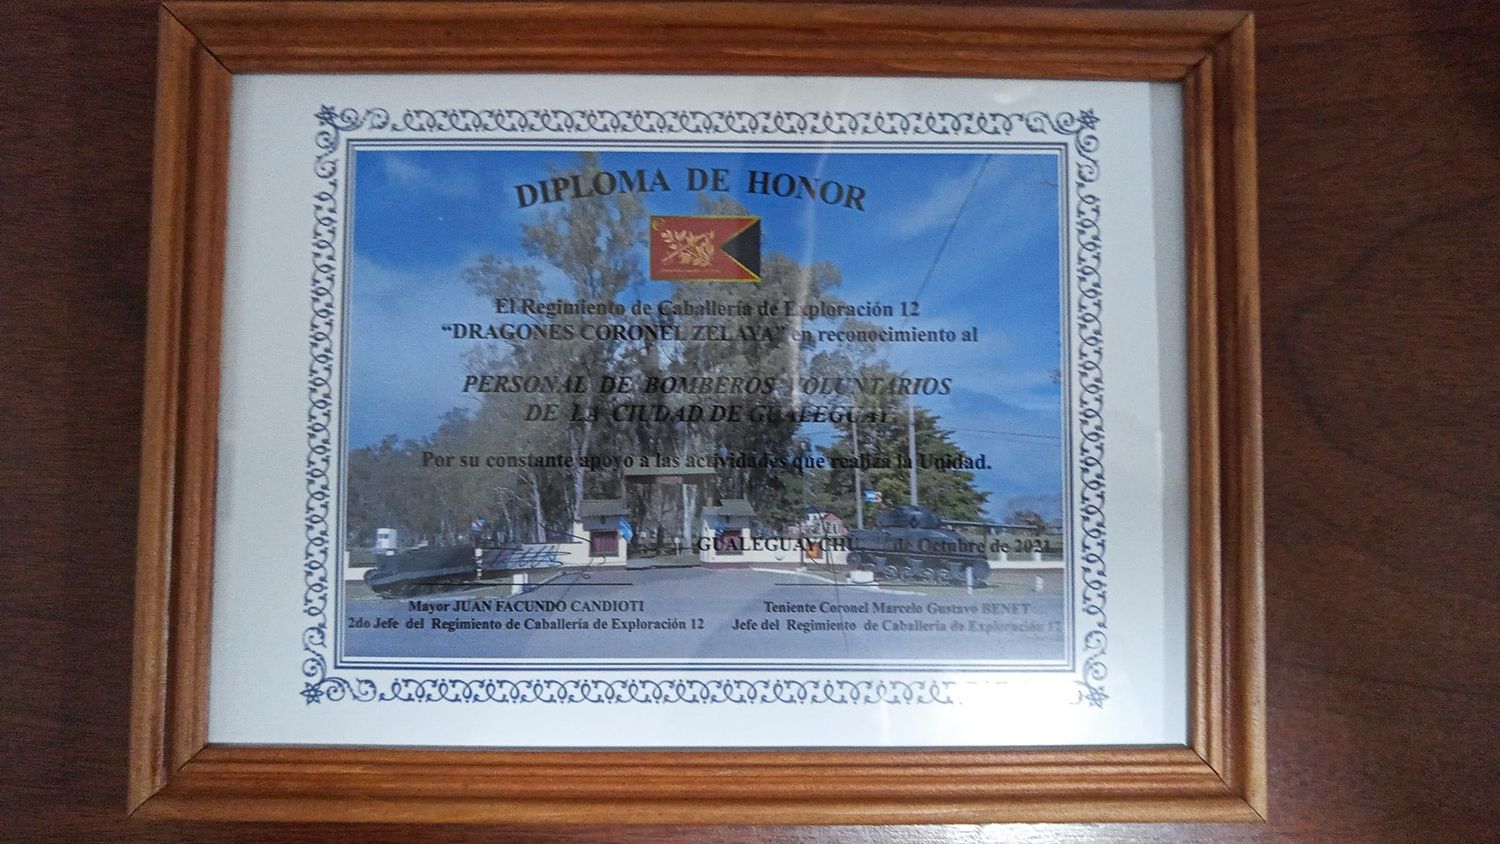 DIPLOMA DE HONOR
El Regimiento de Caballería de Exploración 12
“DRAGONES CORONEL ZELAYA” en reconocimiento al
PERSONAL DE BOMBEROS VOLUNTARIOS
DE LA CIUDAD DE GUALEGUAY
Por su constante apoyo a las actividades que realiza la Unidad.
GUALEGUAYCHU de Octubre de 2021
Mayor JUAN FACUNDO CANDIOTI
2do Jefe del Regimiento de Caballería de Exploración 12
Teniente Coronel Marcelo Gustavo BENET
Jefe del Regimiento de Caballería de Exploración 12